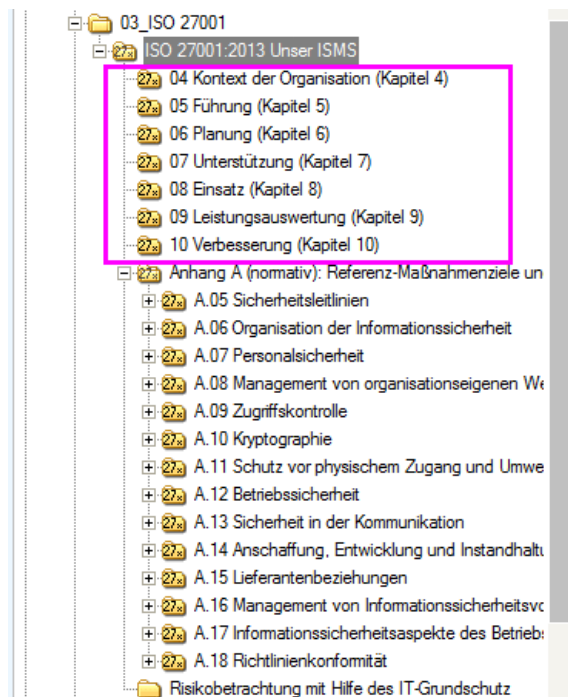 03_ISO 27001
ISO 27001:2013 Unser ISMS
04 Kontext der Organisation (Kapitel 4)
05 Führung (Kapitel 5)
06 Planung (Kapitel 6)
07 Unterstützung (Kapitel 7)
08 Einsatz (Kapitel 8)
09 Leistungsauswertung (Kapitel 9)
10 Verbesserung (Kapitel 10)
Anhang A (normativ): Referenz-Maßnahmenziele un
A.05 Sicherheitsleitlinien
A.06 Organisation der Informationssicherheit
A.07 Personalsicherheit
A.08 Management von organisationseigenen We
A.09 Zugriffskontrolle
A.10 Kryptographie
A.11 Schutz vor physischem Zugang und Umwe
A.12 Betriebssicherheit
A.13 Sicherheit in der Kommunikation
A.14 Anschaffung, Entwicklung und Instandhaltu
A.15 Lieferantenbeziehungen
A.16 Management von Informationssicherheitsvo
A.17 Informationssicherheitsaspekte des Betriebs
A.18 Richtlinienkonformität
Risikobetrachtung mit Hilfe des IT-Grundschutz